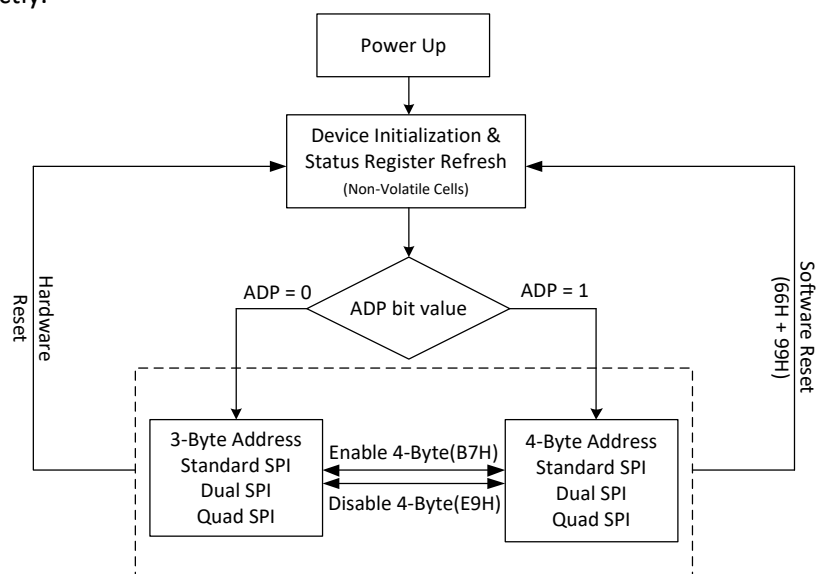 Power Up
Device Initialization &
Status Register Refresh
(Non-Volatile Cells)
Hardware
Reset
Software Reset
(66H + 99H)
ADP = 0
ADP bit value
ADP = 1
3-Byte Address
Standard SPI
Dual SPI
Quad SPI
Enable 4-Byte(B7H)
Disable 4-Byte(E9H)
4-Byte Address
Standard SPI
Dual SPI
Quad SPI